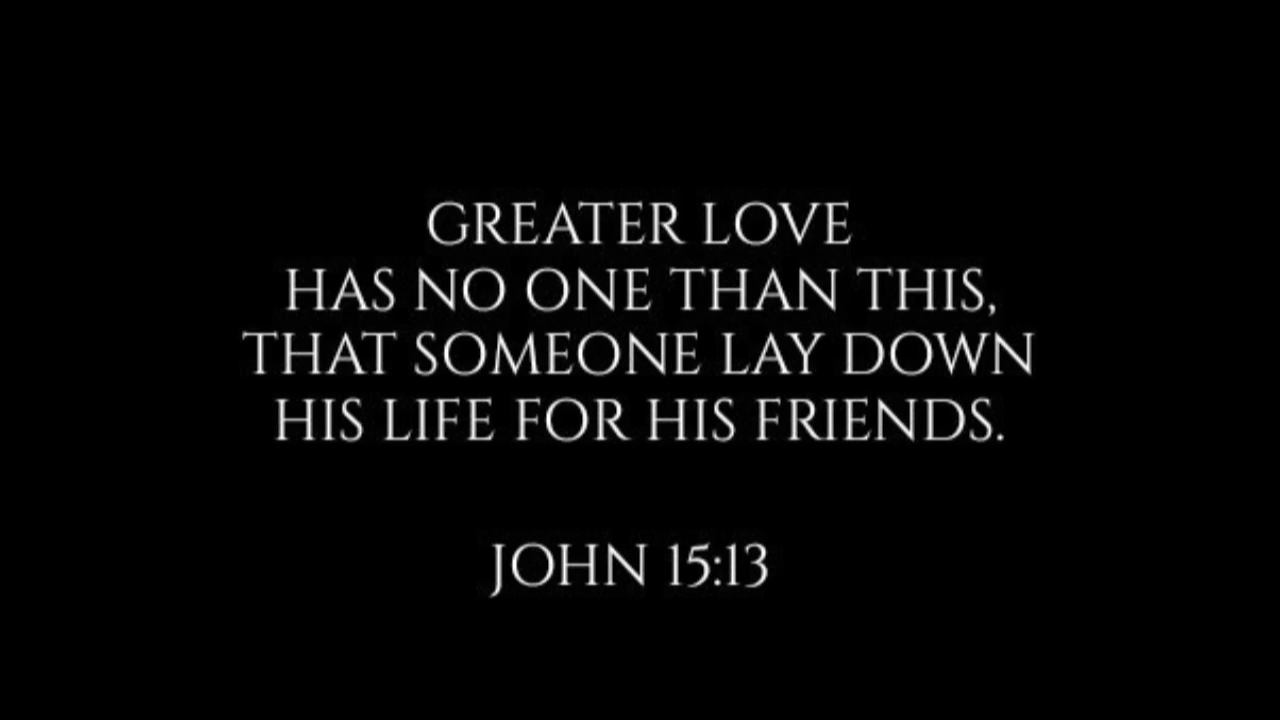 GREATER LOVE
HAS NO ONE THAN THIS,
THAT SOMEONE LAY DOWN
HIS LIFE FOR HIS FRIENDS.
JOHN 15:13